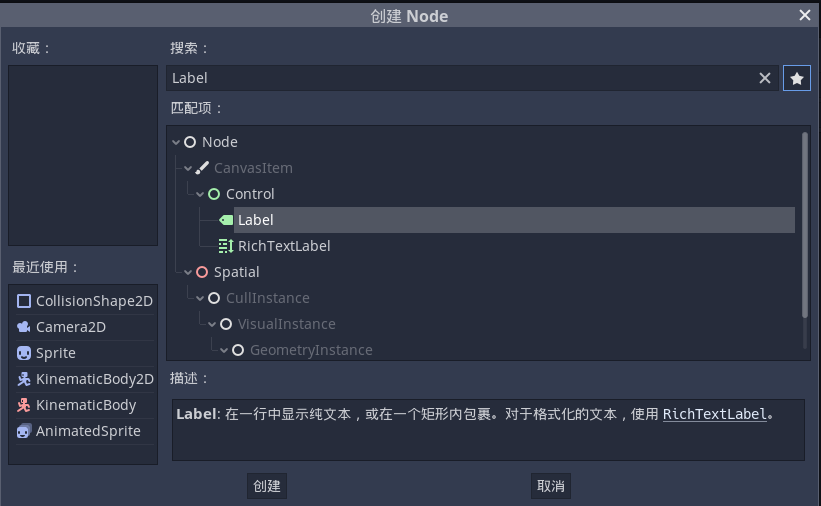 创建 Node
收藏：
搜索：
Label
匹配项：
Node
CanvasItem
Control
Label
RichTextLabel
Spatial
CullInstance
VisualInstance
GeometryInstance
最近使用：
CollisionShape2D
Camera2D
Sprite
KinematicBody2D
KinematicBody
AnimatedSprite
描述：
Label: 在一行中显示纯文本，或在一个矩形内包裹。对于格式化的文本，使用 RichTextLabel。
创建
取消